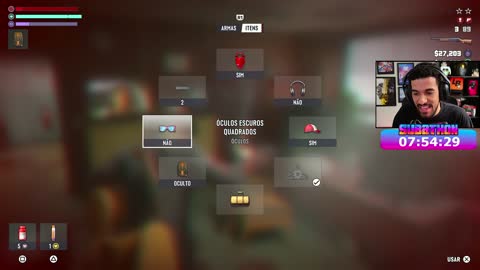 ARMAS ITENS
$27,203
SIM
2
NÃO
NÃO
ÓCULOS ESCUROS
QUADRADOS
ÓCULOS
SIM
OCULTO
SUBATHON
07:54:29
5
1
USAR